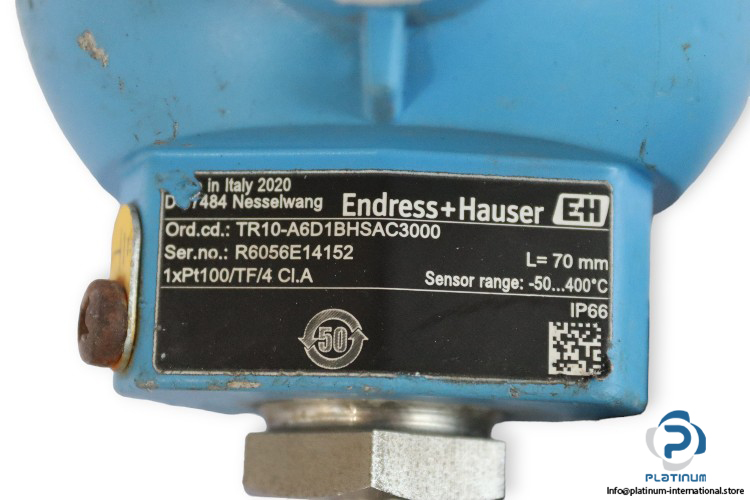 in Italy 2020
Nesselwang
Endress+Hauser EH
Ord.cd.: TR10-A6D1BHSAC3000
Ser.no.: R6056E14152
L= 70 mm
1xPt100/TF/4 Cl.A
Sensor range: -50...400°C
IP66
50
PLATINUM
Info@platinum-international.store